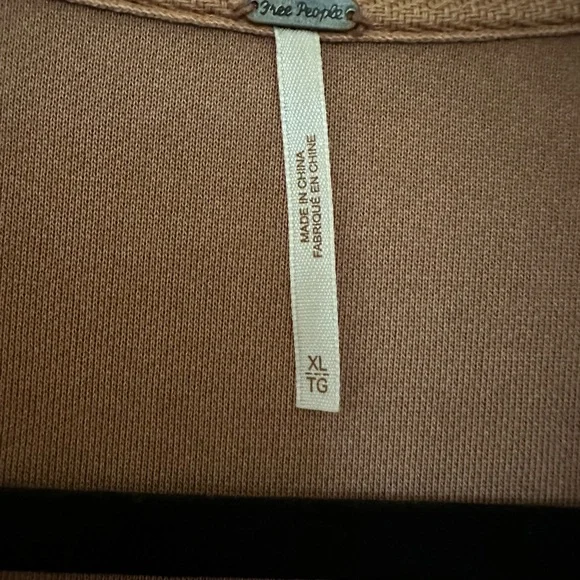 Free People
MADE IN CHINA
FABRIQUÉ EN CHINE
XL
TG